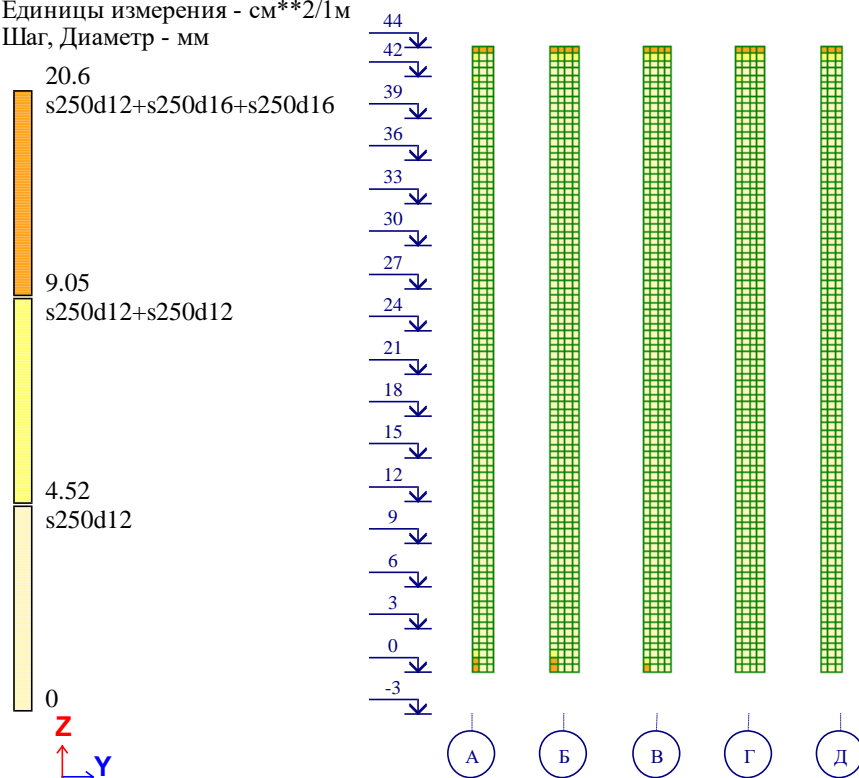 Единицы измерения - см**2/1м
Шаг, Диаметр - мм
20.6
s250d12+s250d16+s250d16
9.05
s250d12+s250d12
4.52
s250d12
0
44
42
39
36
33
30
27
24
21
18
15
12
9
6
3
0
-3
Z
Y
А
Б
В
Г
Д